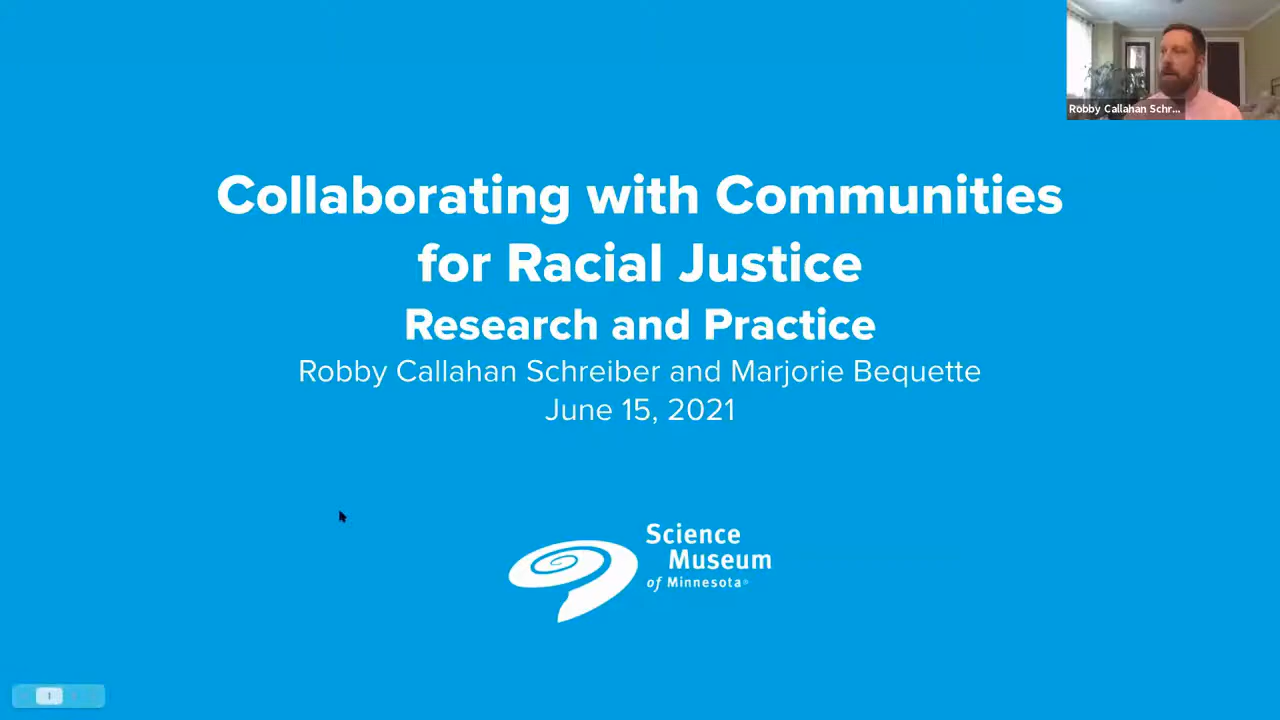 Robby Callahan Schr...
Collaborating with Communities
for Racial Justice
Research and Practice
Robby Callahan Schreiber and Marjorie Bequette
June 15, 2021
Science
Museum
of Minnesota®